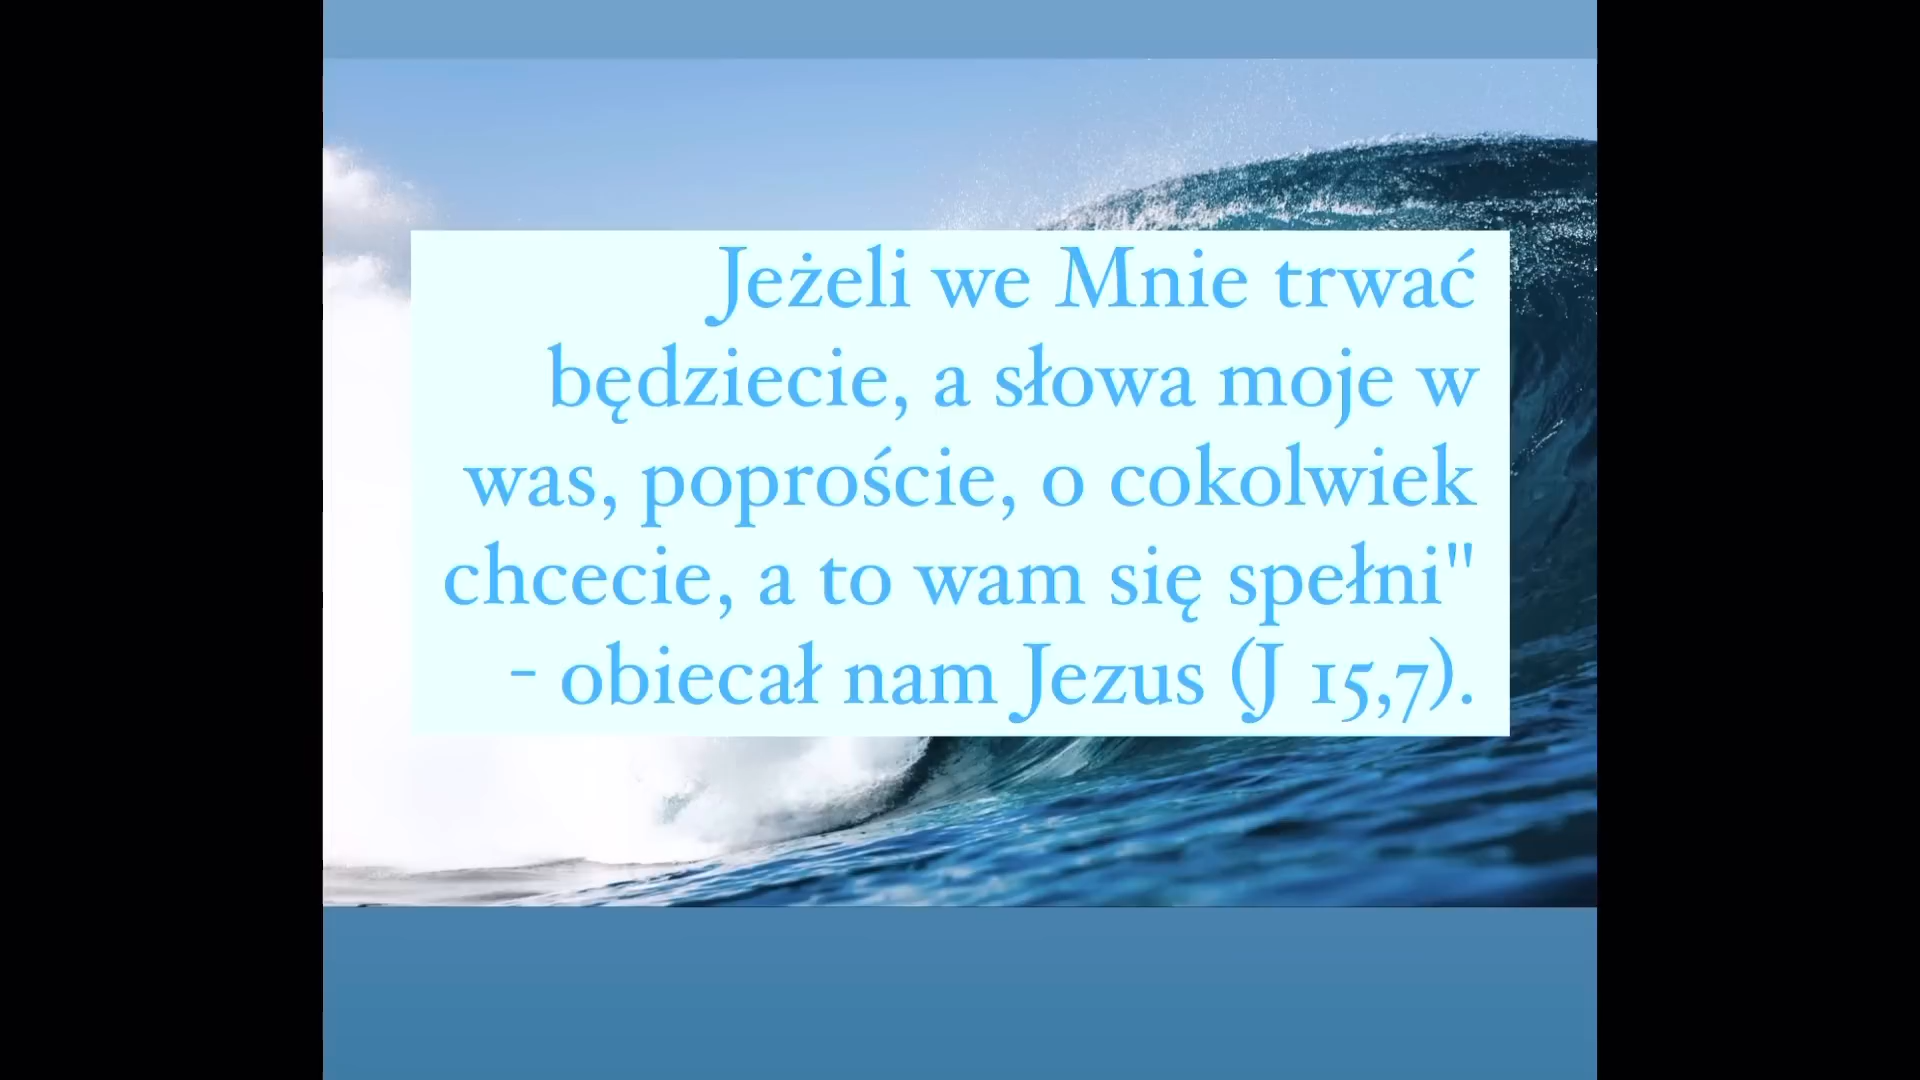 Jeżeli we Mnie trwać
będziecie, a słowa moje w
was, poproście, o cokolwiek
chcecie, a to wam się spełni"
- obiecał nam Jezus (J 15,7).